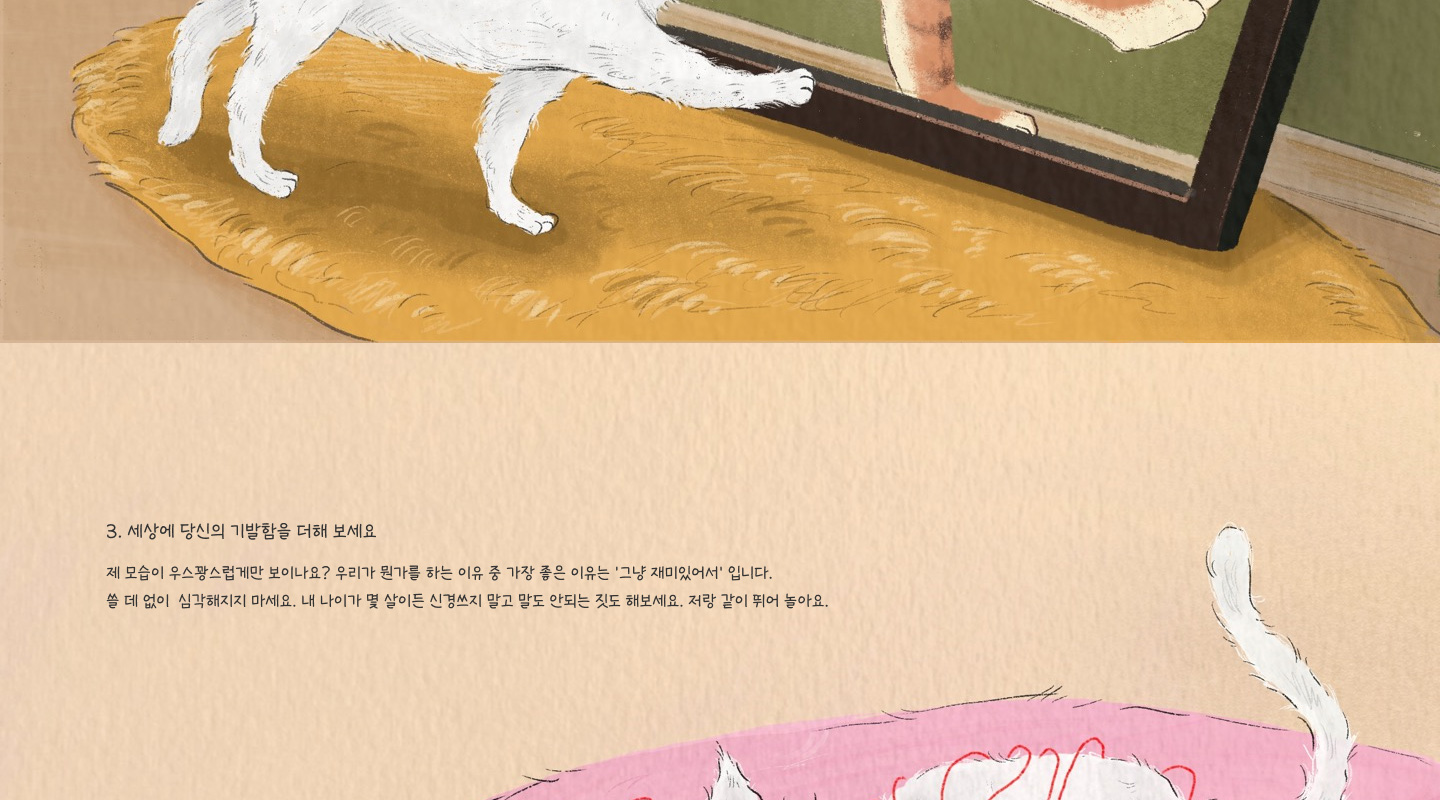 3. 세상에 당신의 기발함을 더해 보세요
제 모습이 우스꽝스럽게만 보이나요? 우리가 뭔가를 하는 이유 중 가장 좋은 이유는 '그냥 재미있어서' 입니다.
쓸 데 없이 심각해지지 마세요. 내 나이가 몇 살이든 신경쓰지 말고 말도 안되는 짓도 해보세요. 저랑 같이 뛰어 놀아요.